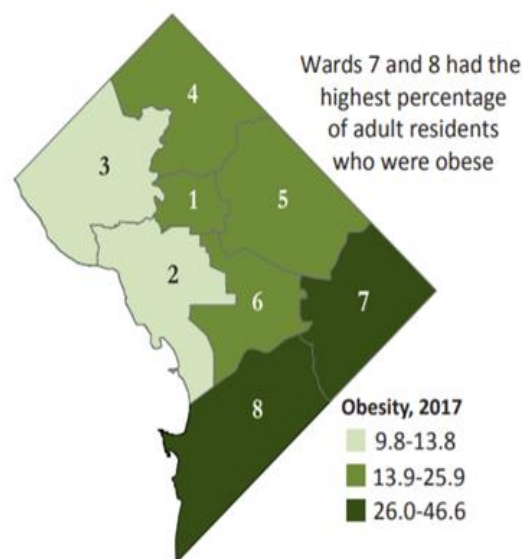 Wards 7 and 8 had the
highest percentage
of adult residents
who were obese
4
3
1
5
2
6
7
8
Obesity, 2017
9.8-13.8
13.9-25.9
26.0-46.6